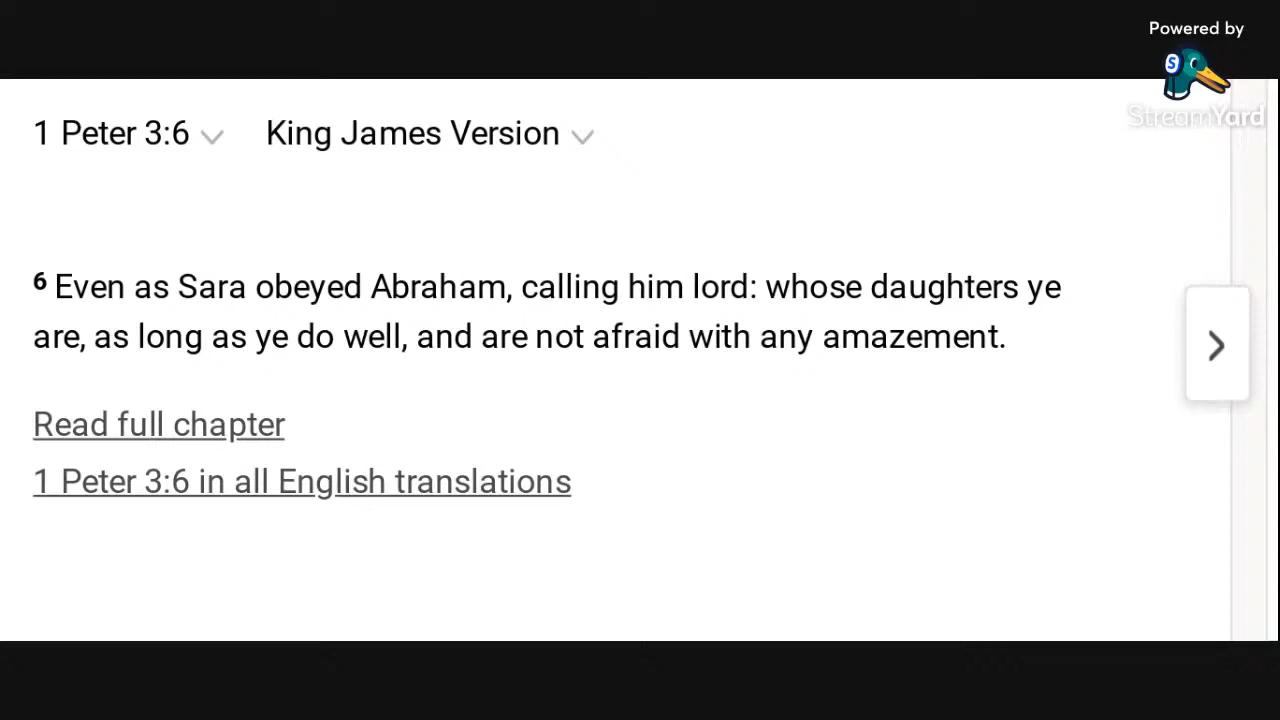 Powered by
S
StreamYard
1 Peter 3:6 King James Version
6 Even as Sara obeyed Abraham, calling him lord: whose daughters ye
are, as long as ye do well, and are not afraid with any amazement.
Read full chapter
1 Peter 3:6 in all English translations